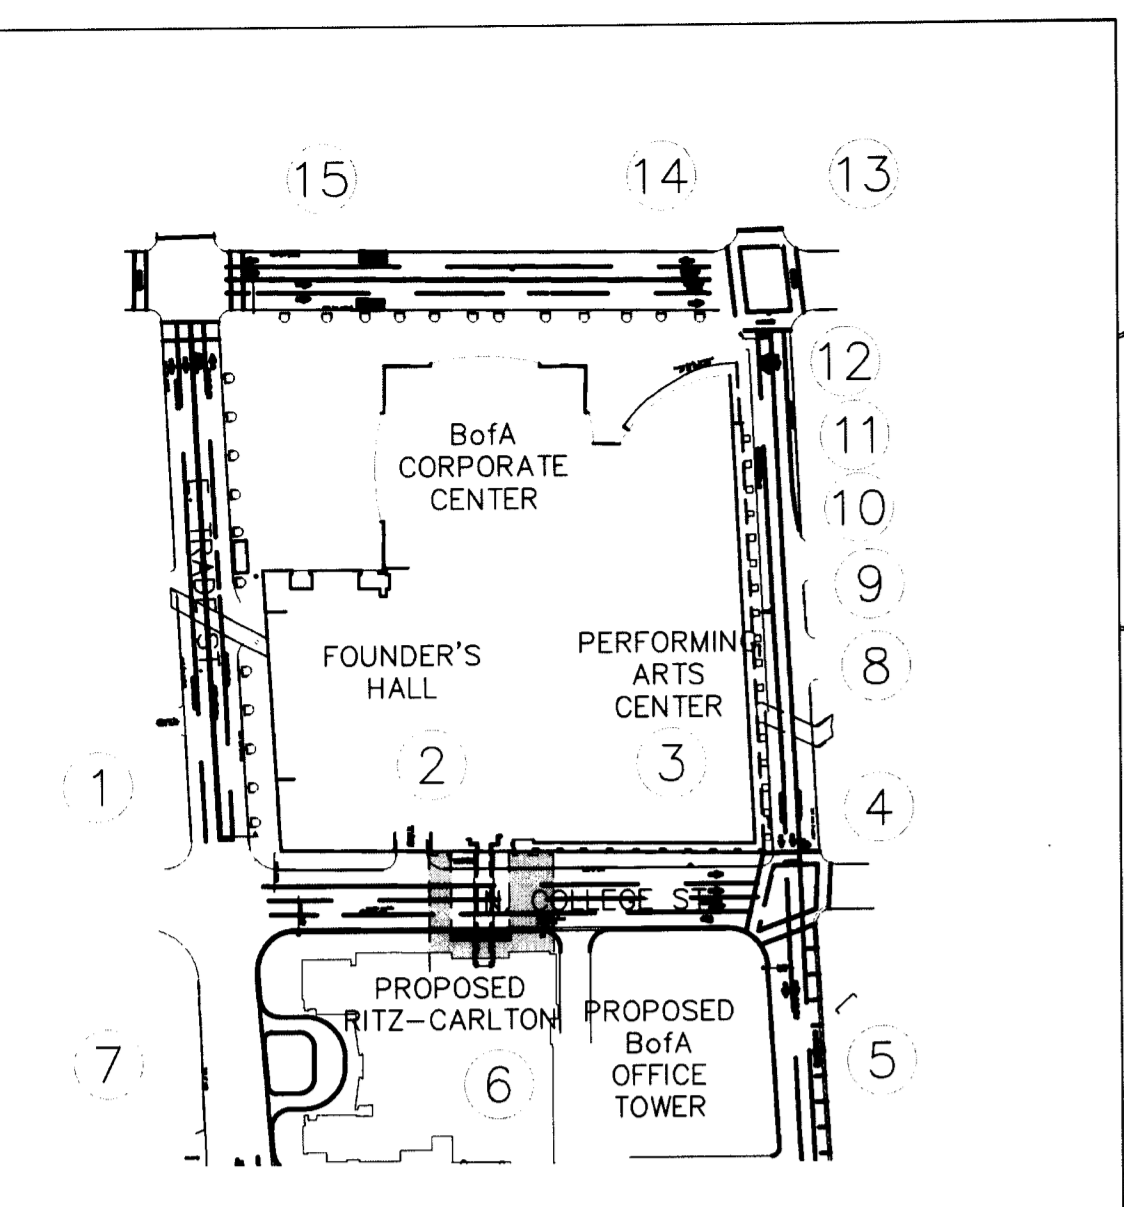 15
14
13
12
11
10
9
8
BofA
CORPORATE
CENTER
E. TRADE ST.
FOUNDER'S
HALL
PERFORMING
ARTS
CENTER
1
2
3
4
N. COLLEGE ST.
PROPOSED
RITZ-CARLTON
PROPOSED
BofA
OFFICE
TOWER
7
6
5